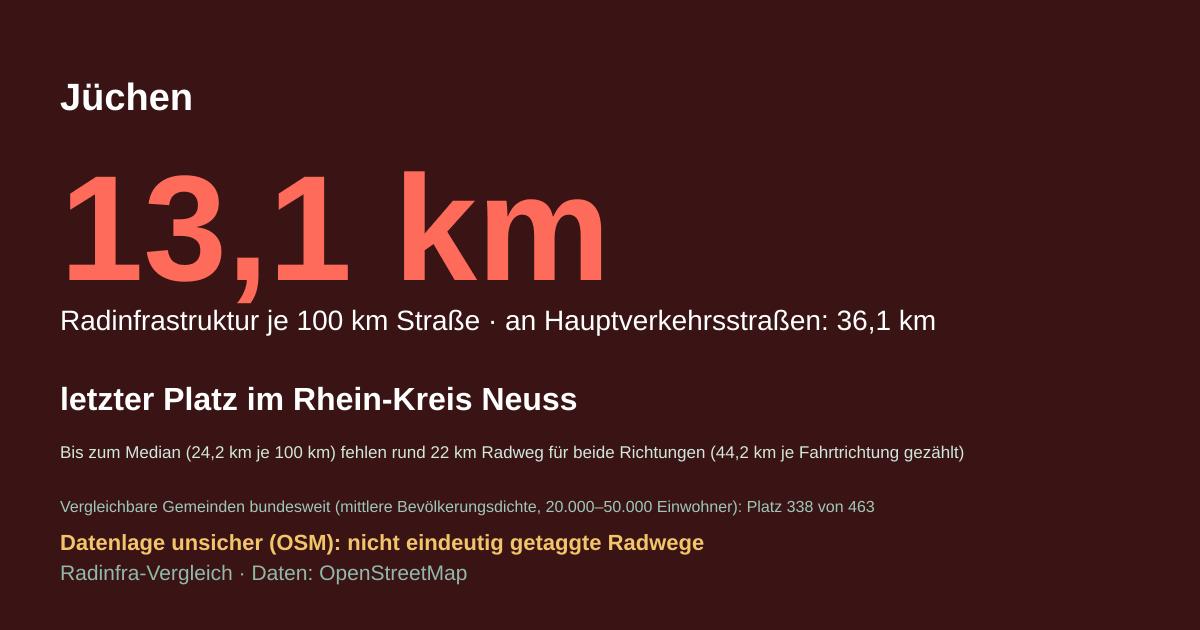 Jüchen
13,1 km
Radinfrastruktur je 100 km Straße · an Hauptverkehrsstraßen: 36,1 km
letzter Platz im Rhein-Kreis Neuss
Bis zum Median (24,2 km je 100 km) fehlen rund 22 km Radweg für beide Richtungen (44,2 km je Fahrtrichtung gezählt)
Vergleichbare Gemeinden bundesweit (mittlere Bevölkerungsdichte, 20.000–50.000 Einwohner): Platz 338 von 463
Datenlage unsicher (OSM): nicht eindeutig getaggte Radwege
Radinfra-Vergleich · Daten: OpenStreetMap